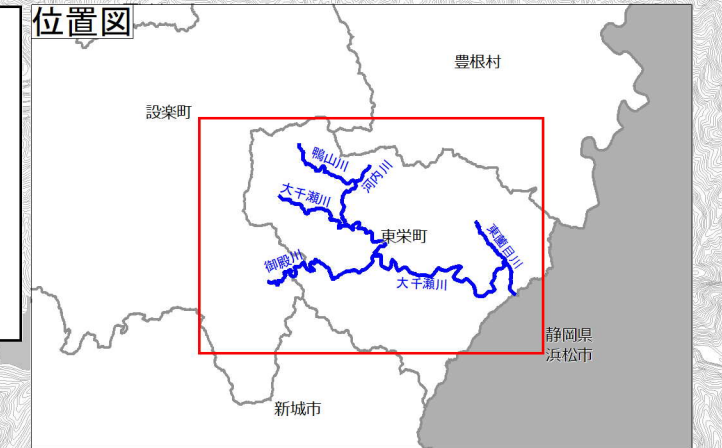 位置図
豊根村
設楽町
鴨山川
河内川
大千瀬川
東栄町
東薗目川
御殿川
大千瀬川
静岡県
浜松市
新城市